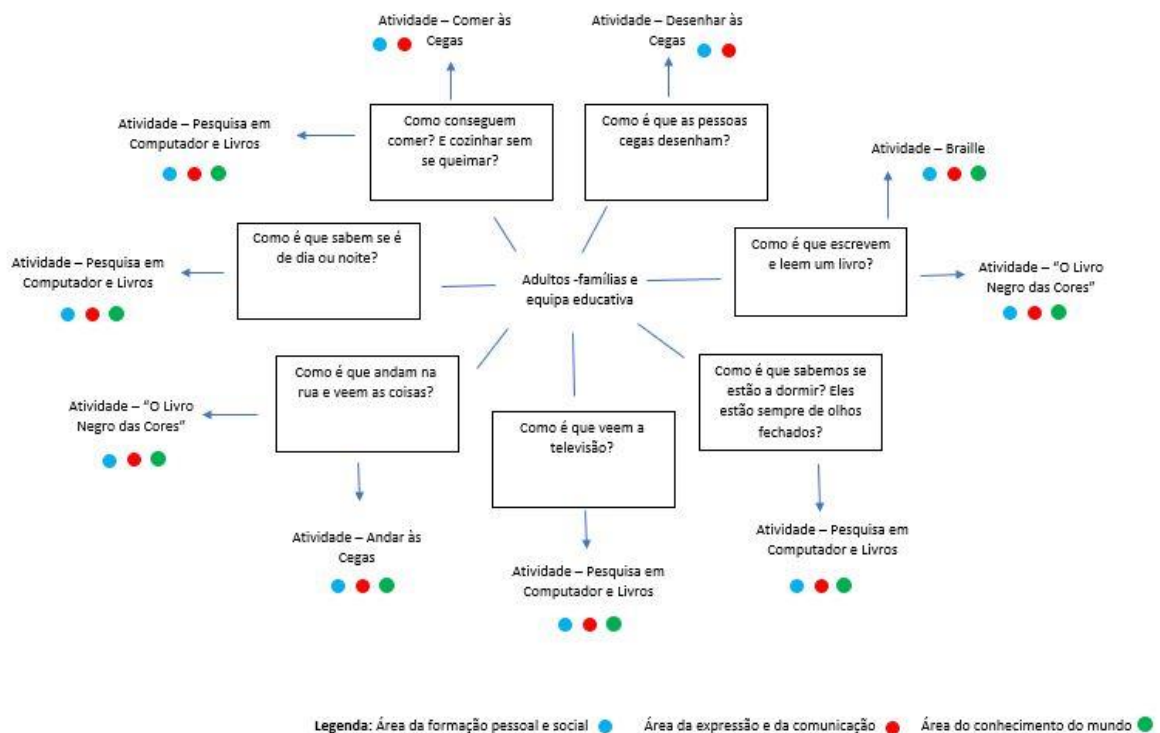 Atividade – Comer às
Cegas
Atividade – Desenhar às
Cegas
Atividade – Pesquisa em
Computador e Livros
Como conseguem
comer? E cozinhar sem
se queimar?
Como é que as pessoas
cegas desenham?
Atividade – Braille
Atividade – Pesquisa em
Computador e Livros
Como é que sabem se é
de dia ou noite?
Adultos -famílias e
equipa educativa
Como é que escrevem
e leem um livro?
Atividade – "O Livro
Negro das Cores"
Atividade – "O Livro
Negro das Cores"
Como é que andam na
rua e veem as coisas?
Como é que veem a
televisão?
Como é que sabemos se
estão a dormir? Eles
estão sempre de olhos
fechados?
Atividade – Andar às
Cegas
Atividade – Pesquisa em
Computador e Livros
Atividade – Pesquisa em
Computador e Livros
Legenda: Área da formação pessoal e social Área da expressão e da comunicação Área do conhecimento do mundo